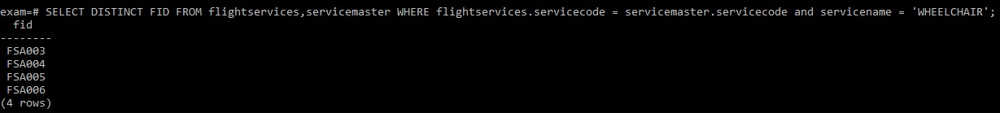 exam=# SELECT DISTINCT FID FROM flightservices,servicemaster WHERE flightservices.servicecode = servicemaster.servicecode and servicename = 'WHEELCHAIR';
fid
--------
FSA003
FSA004
FSA005
FSA006
(4 rows)